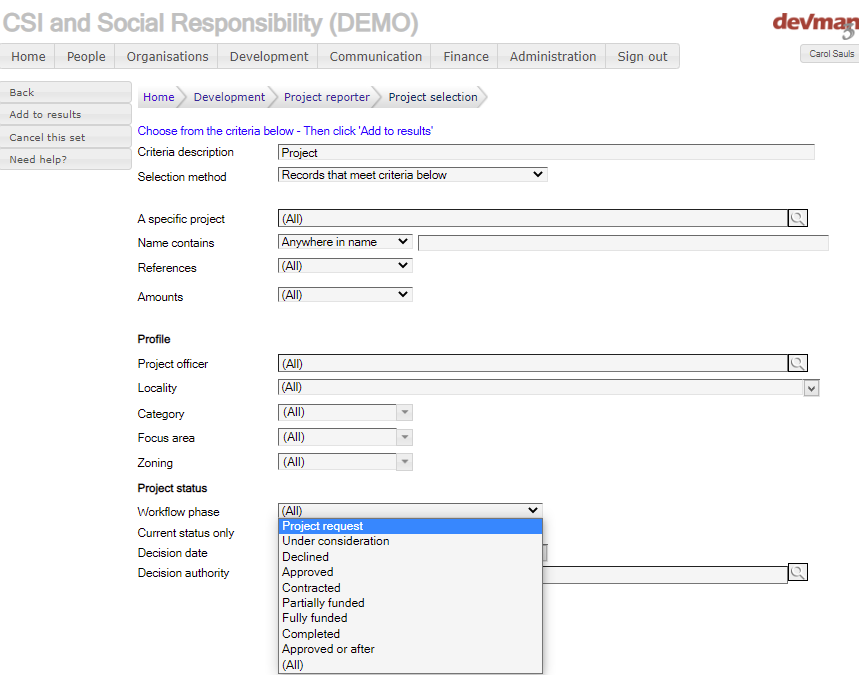 CSI and Social Responsibility (DEMO)
devman
3
Home People Organisations Development Communication Finance Administration Sign out
Carol Sauls
Back
Add to results
Cancel this set
Need help?
Home Development Project reporter Project selection
Choose from the criteria below - Then click 'Add to results'
Criteria description Project
Selection method Records that meet criteria below
A specific project (All)
Name contains Anywhere in name
References (All)
Amounts (All)
Profile
Project officer (All)
Locality (All)
Category (All)
Focus area (All)
Zoning (All)
Project status
Workflow phase (All)
Current status only
Decision date
Decision authority
Project request
Under consideration
Declined
Approved
Contracted
Partially funded
Fully funded
Completed
Approved or after
(All)